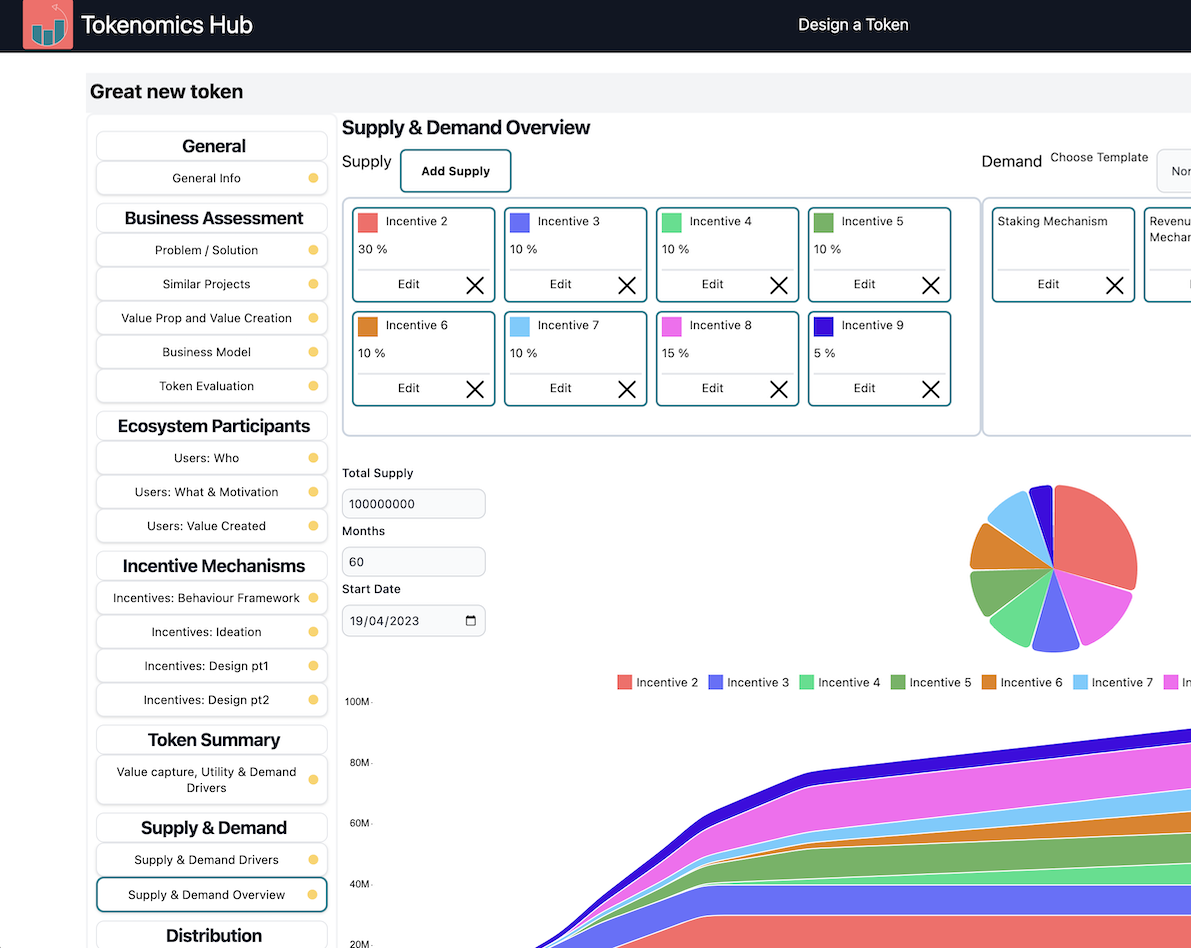 Tokenomics Hub
Design a Token
Great new token
General
General Info
Business Assessment
Problem / Solution
Similar Projects
Value Prop and Value Creation
Business Model
Token Evaluation
Ecosystem Participants
Users: Who
Users: What & Motivation
Users: Value Created
Incentive Mechanisms
Incentives: Behaviour Framework
Incentives: Ideation
Incentives: Design pt1
Incentives: Design pt2
Token Summary
Value capture, Utility & Demand
Drivers
Supply & Demand
Supply & Demand Drivers
Supply & Demand Overview
Distribution
Supply & Demand Overview
Supply
Add Supply
Incentive 2
30 %
Edit
Incentive 3
10 %
Edit
Incentive 4
10 %
Edit
Incentive 5
10 %
Edit
Incentive 6
10 %
Edit
Incentive 7
10 %
Edit
Incentive 8
15 %
Edit
Incentive 9
5 %
Edit
Demand
Choose Template
Staking Mechanism
Edit
Total Supply
100000000
Months
60
Start Date
19/04/2023
Incentive 2 Incentive 3 Incentive 4 Incentive 5 Incentive 6 Incentive 7
100M
80M
60M
40M
20M